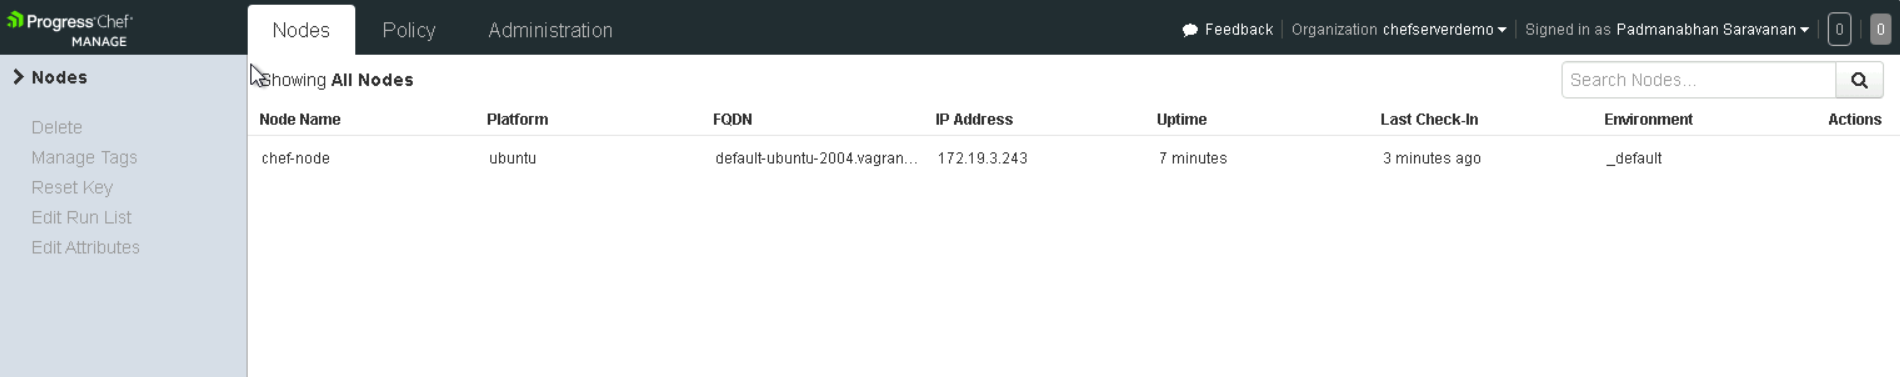 Progress Chef
MANAGE
Nodes Policy Administration Feedback Organization chefserverdemo Signed in as Padmanabhan Saravanan 0 0
Nodes
Delete
Manage Tags
Reset Key
Edit Run List
Edit Attributes
Showing All Nodes
Search Nodes...
Node Name Platform FQDN IP Address Uptime Last Check-In Environment Actions
chef-node ubuntu default-ubuntu-2004.vagran... 172.19.3.243 7 minutes 3 minutes ago _default